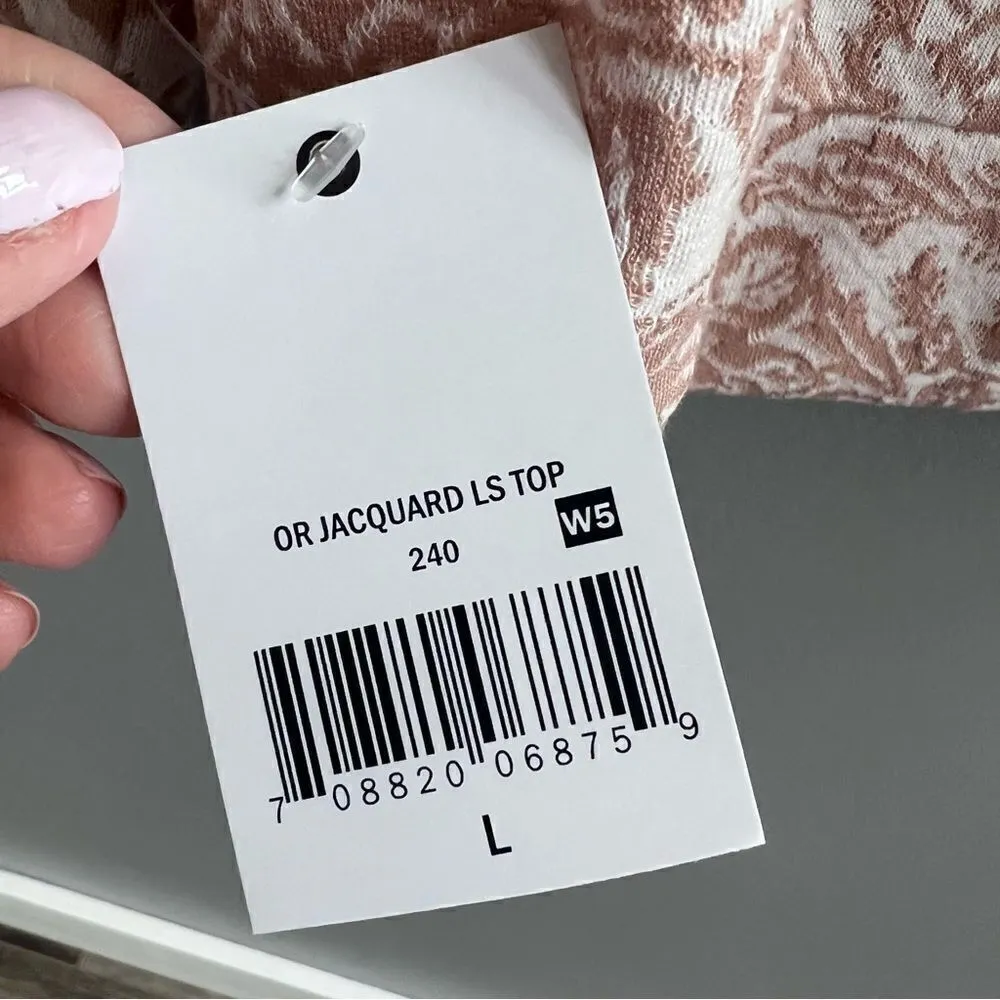 OR JACQUARD LS TOP
240 W5
7 08820 06875 9
L